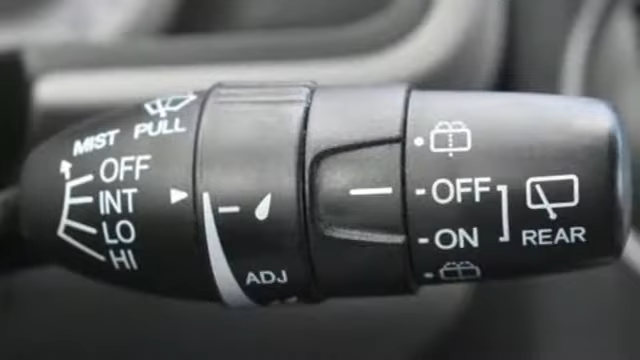 MIST PULL
OFF
INT
LO
HI
ADJ
OFF
ON
REAR